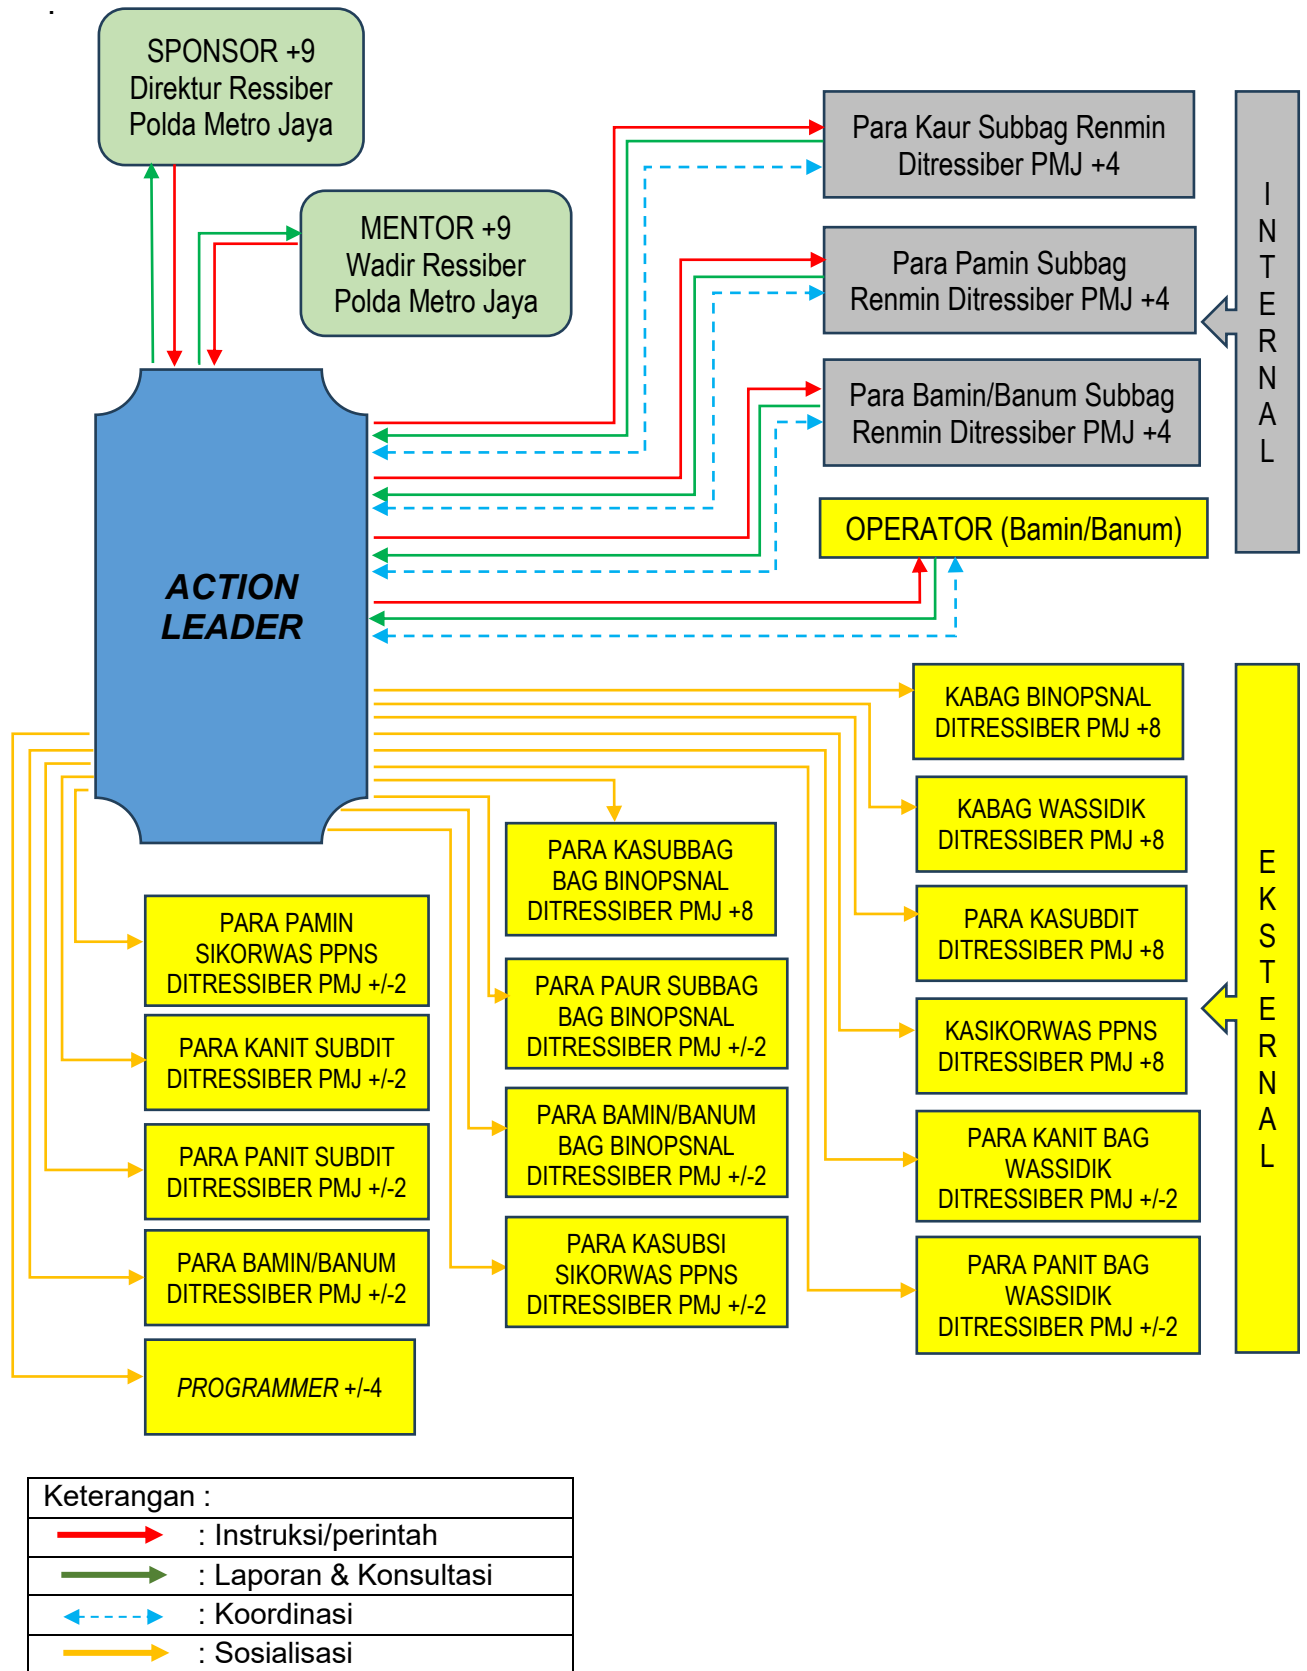 SPONSOR +9
Direktur Ressiber
Polda Metro Jaya
MENTOR +9
Wadir Ressiber
Polda Metro Jaya
Para Kaur Subbag Renmin
Ditressiber PMJ +4
Para Pamin Subbag
Renmin Ditressiber PMJ +4
Para Bamin/Banum Subbag
Renmin Ditressiber PMJ +4
I
N
T
E
R
N
A
L
OPERATOR (Bamin/Banum)
ACTION
LEADER
KABAG BINOPSNAL
DITRESSIBER PMJ +8
KABAG WASSIDIK
DITRESSIBER PMJ +8
PARA KASUBDIT
DITRESSIBER PMJ +8
KASIKORWAS PPNS
DITRESSIBER PMJ +8
PARA KANIT BAG
WASSIDIK
DITRESSIBER PMJ +/-2
PARA PANIT BAG
WASSIDIK
DITRESSIBER PMJ +/-2
E
K
S
T
E
R
N
A
L
PARA KASUBBAG
BAG BINOPSNAL
DITRESSIBER PMJ +8
PARA PAUR SUBBAG
BAG BINOPSNAL
DITRESSIBER PMJ +/-2
PARA BAMIN/BANUM
BAG BINOPSNAL
DITRESSIBER PMJ +/-2
PARA KASUBSI
SIKORWAS PPNS
DITRESSIBER PMJ +/-2
PARA PAMIN
SIKORWAS PPNS
DITRESSIBER PMJ +/-2
PARA KANIT SUBDIT
DITRESSIBER PMJ +/-2
PARA PANIT SUBDIT
DITRESSIBER PMJ +/-2
PARA BAMIN/BANUM
DITRESSIBER PMJ +/-2
PROGRAMMER +/-4
Keterangan :
: Instruksi/perintah
: Laporan & Konsultasi
: Koordinasi
: Sosialisasi